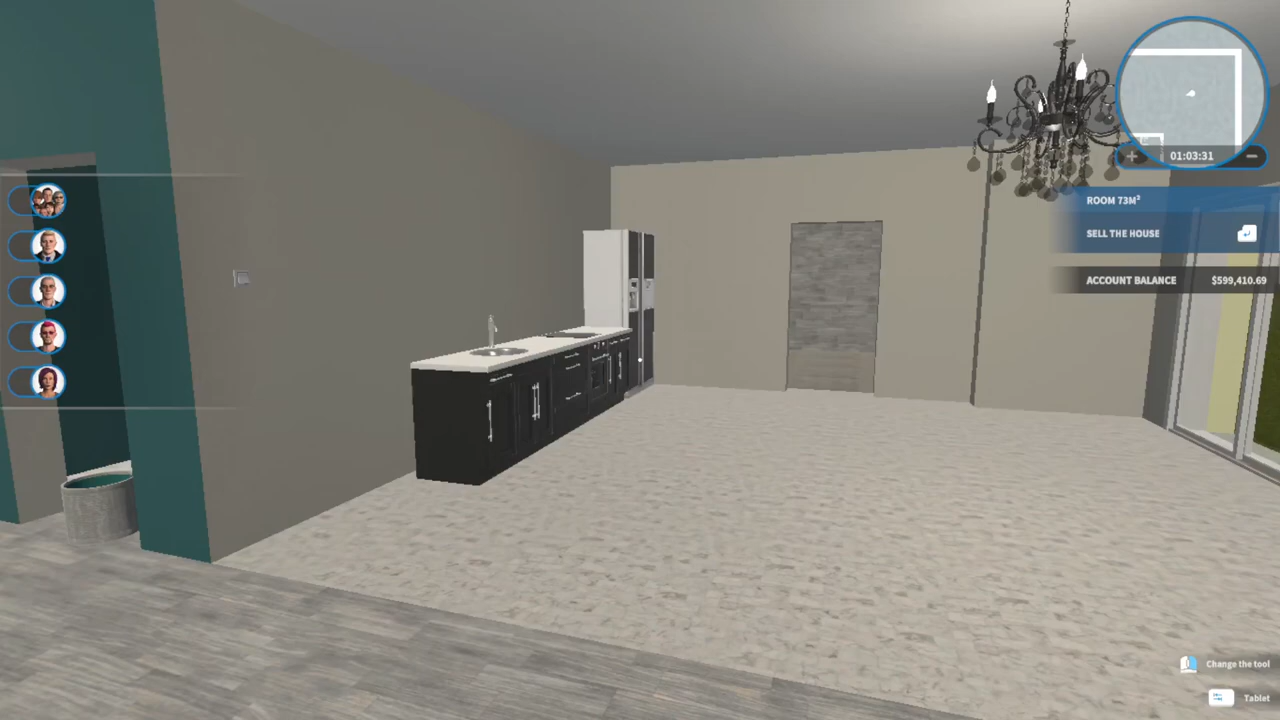 01:03:31
ROOM 73M²
SELL THE HOUSE
ACCOUNT BALANCE $599,410.69
Change the tool
Tablet